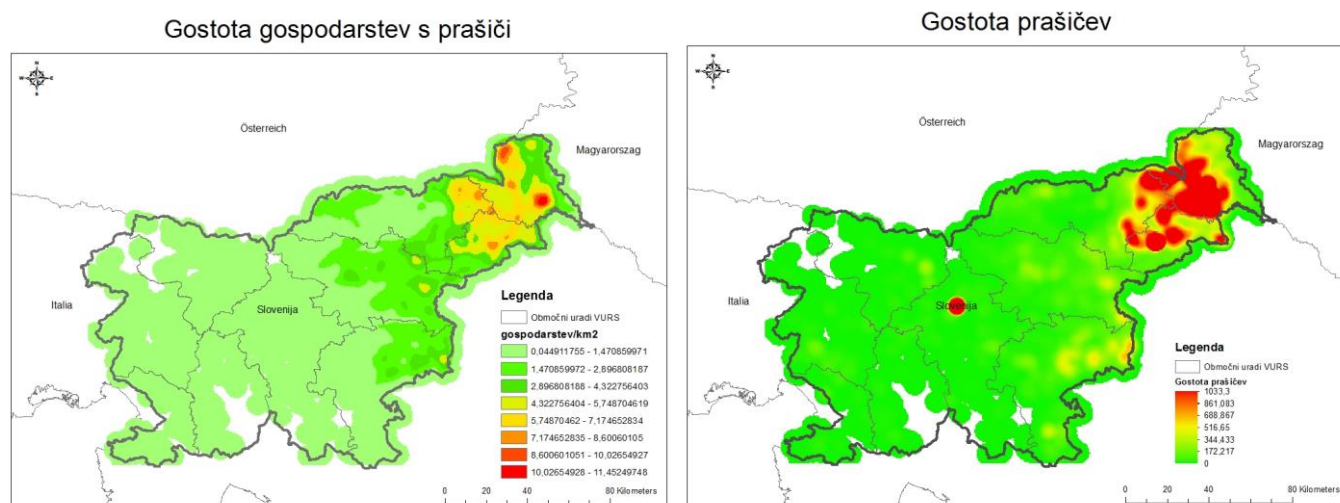 Gostota gospodarstev s prašiči
N
W E
S
Österreich
Magyarország
Italia
Slovenija
Legenda
Območni uradi VURS
gospodarstev/km2
0,044911755 - 1,470859971
1,470859972 - 2,896808187
2,896808188 - 4,322756403
4,322756404 - 5,748704619
5,74870462 - 7,174652834
7,174652835 - 8,60060105
8,600601051 - 10,02654927
10,02654928 - 11,45249748
0 20 40 80 Kilometers
Gostota prašičev
N
W E
S
Österreich
Magyarország
Italia
Slovenija
Legenda
Območni uradi VURS
Gostota prašičev
1033,3
861,083
688,867
516,65
344,433
172,217
0
0 20 40 80 Kilometers